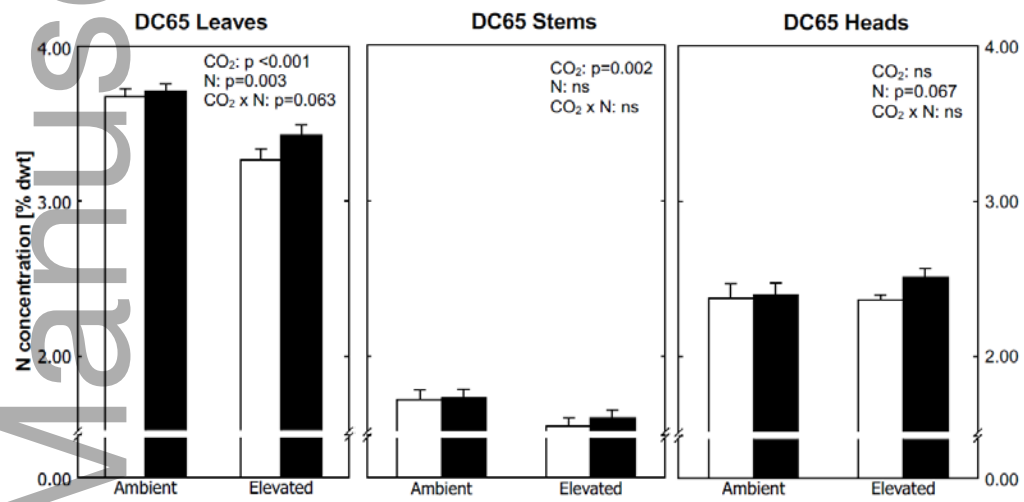 DC65 Leaves
DC65 Stems
DC65 Heads
N concentration [% dwt]
4.00
3.00
2.00
0.00
CO₂: p <0.001
N: p=0.003
CO₂ x N: p=0.063
CO₂: p=0.002
N: ns
CO₂ x N: ns
CO₂: ns
N: p=0.067
CO₂ x N: ns
4.00
3.00
2.00
0.00
Ambient Elevated
Ambient Elevated
Ambient Elevated
Manus